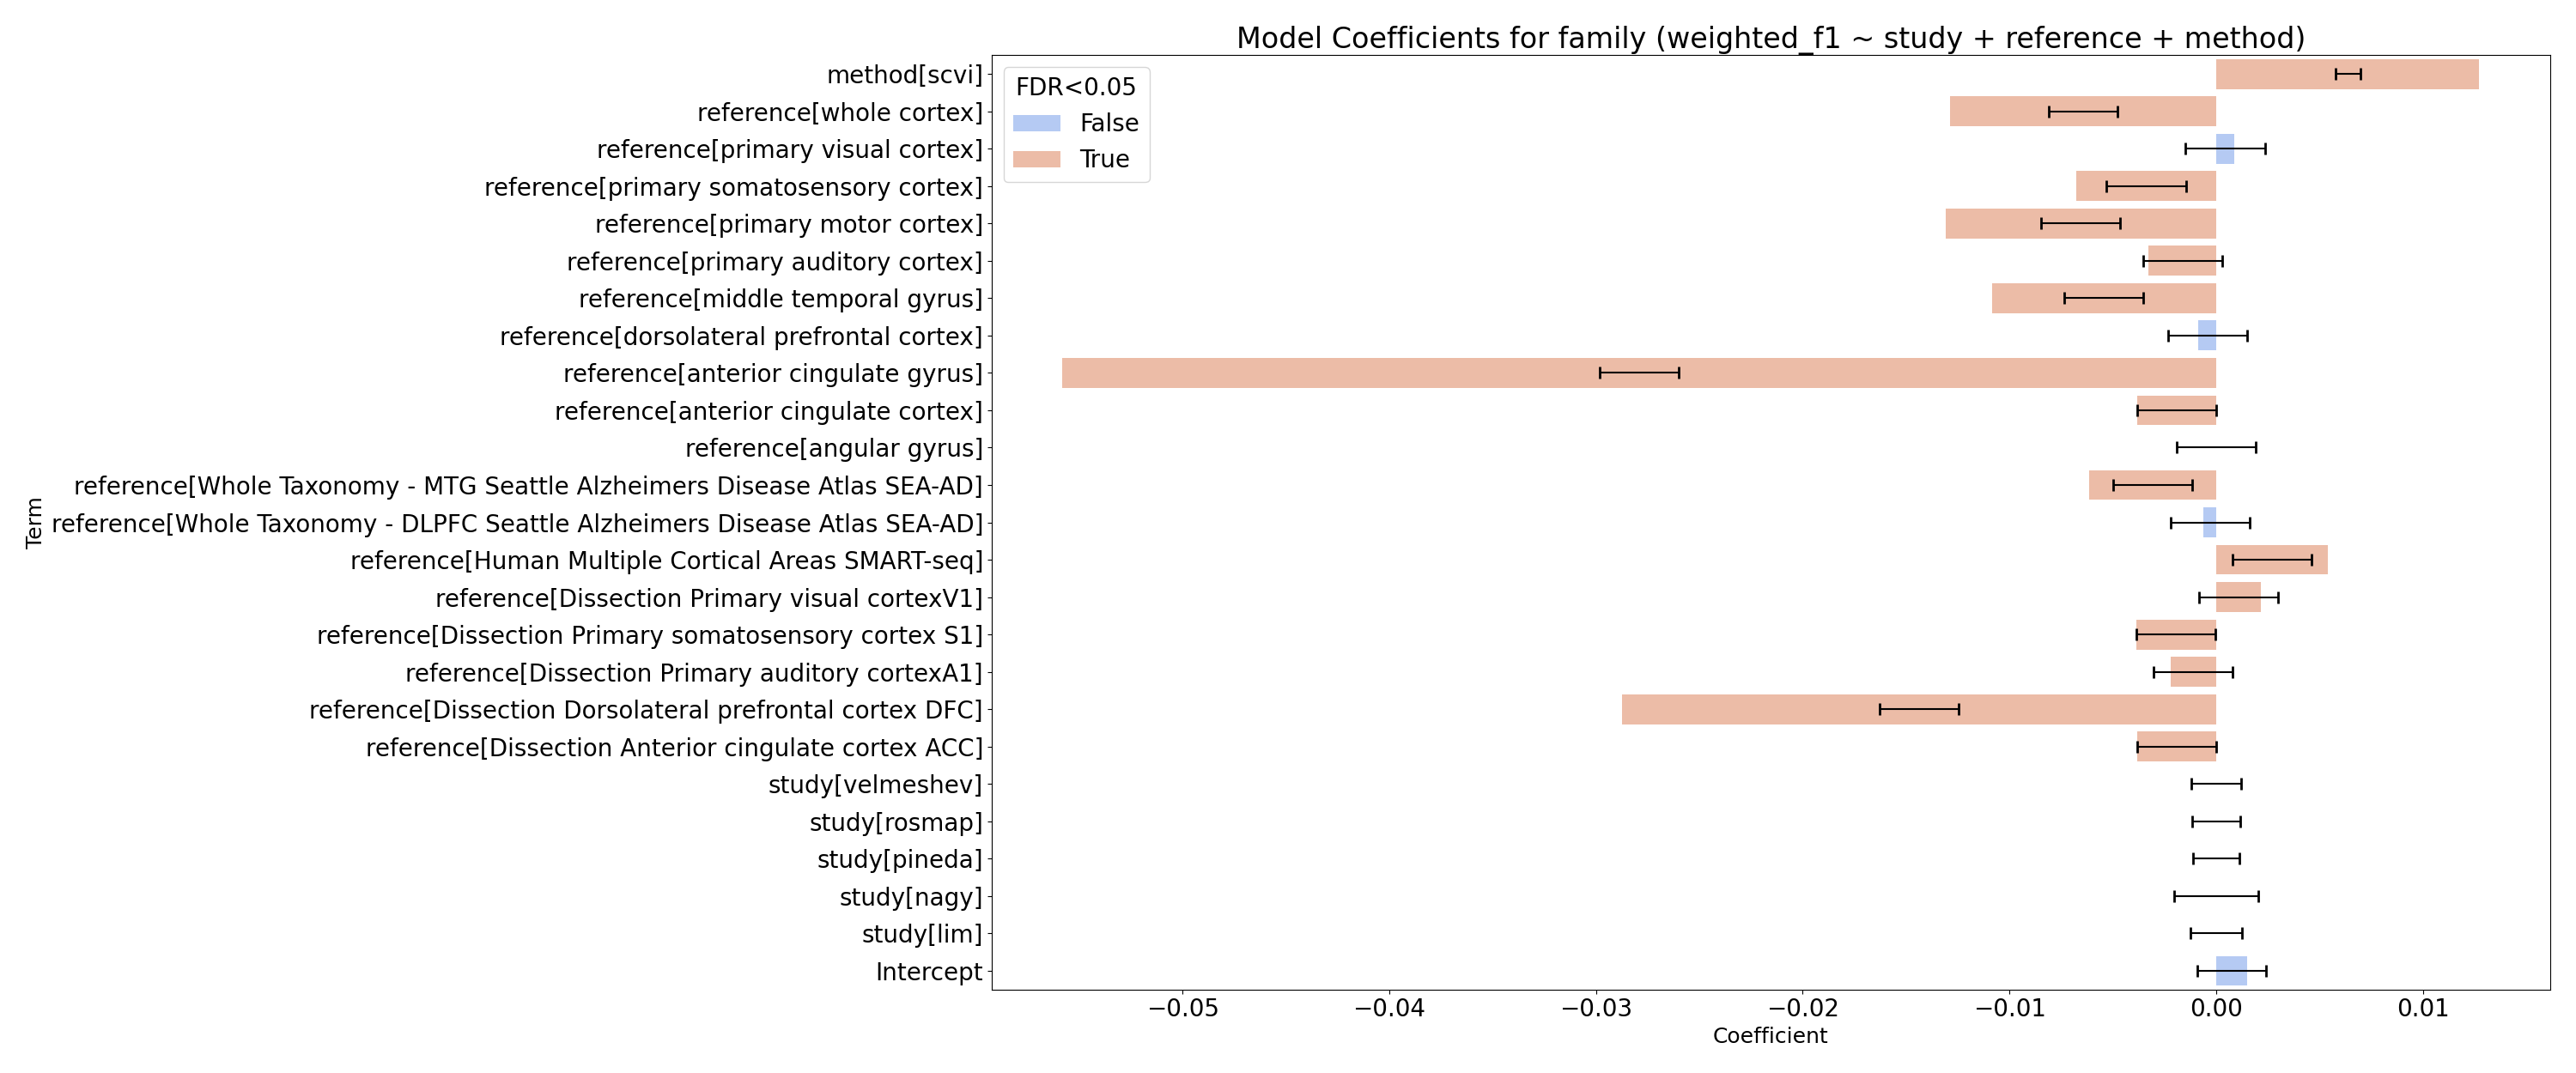 Model Coefficients for family (weighted_f1 ~ study + reference + method)
FDR<0.05
False
True
method[scvi]
reference[whole cortex]
reference[primary visual cortex]
reference[primary somatosensory cortex]
reference[primary motor cortex]
reference[primary auditory cortex]
reference[middle temporal gyrus]
reference[dorsolateral prefrontal cortex]
reference[anterior cingulate gyrus]
reference[anterior cingulate cortex]
reference[angular gyrus]
reference[Whole Taxonomy - MTG Seattle Alzheimers Disease Atlas SEA-AD]
reference[Whole Taxonomy - DLPFC Seattle Alzheimers Disease Atlas SEA-AD]
reference[Human Multiple Cortical Areas SMART-seq]
reference[Dissection Primary visual cortexV1]
reference[Dissection Primary somatosensory cortex S1]
reference[Dissection Primary auditory cortexA1]
reference[Dissection Dorsolateral prefrontal cortex DFC]
reference[Dissection Anterior cingulate cortex ACC]
study[velmeshev]
study[rosmap]
study[pineda]
study[nagy]
study[lim]
Intercept
Term
−0.05 −0.04 −0.03 −0.02 −0.01 0.00 0.01
Coefficient